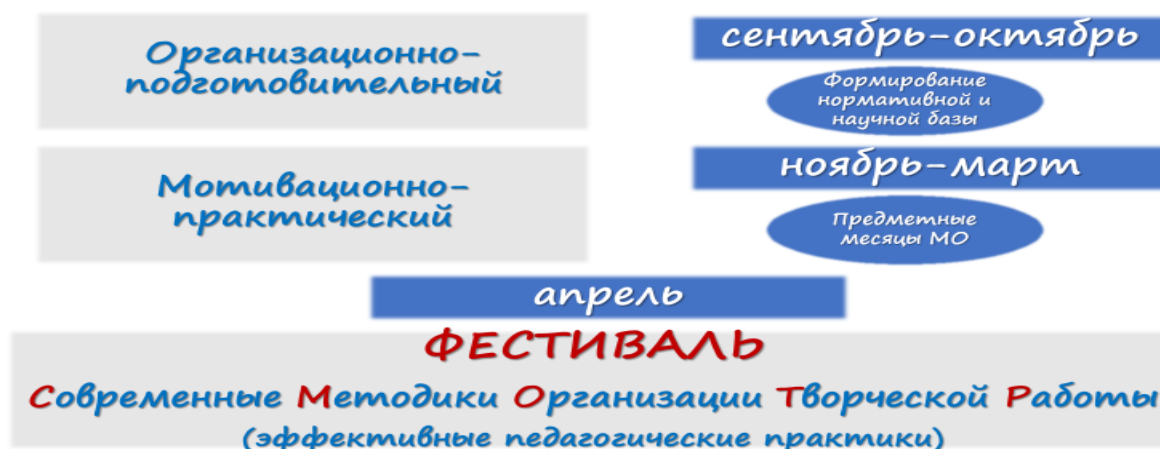 Организационно-
подготовительный
сентябрь-октябрь
Формирование
нормативной и
научной базы
Мотивационно-
практический
ноябрь-март
Предметные
месяцы МО
апрель
ФЕСТИВАЛЬ
Современные Методики Организации Творческой Работы
(эффективные педагогические практики)